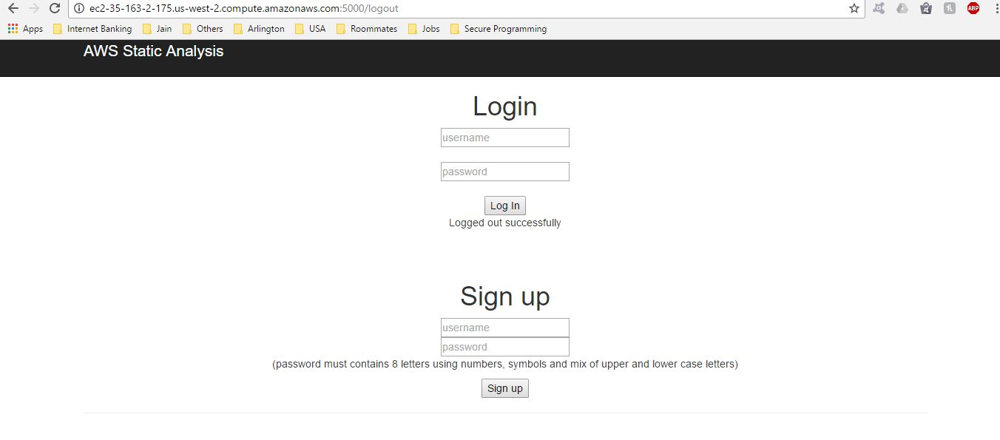 ec2-35-163-2-175.us-west-2.compute.amazonaws.com:5000/logout
ABP
Apps Internet Banking Jain Others Arlington USA Roommates Jobs Secure Programming
AWS Static Analysis
Login
username
password
Log In
Logged out successfully
Sign up
username
password
(password must contains 8 letters using numbers, symbols and mix of upper and lower case letters)
Sign up